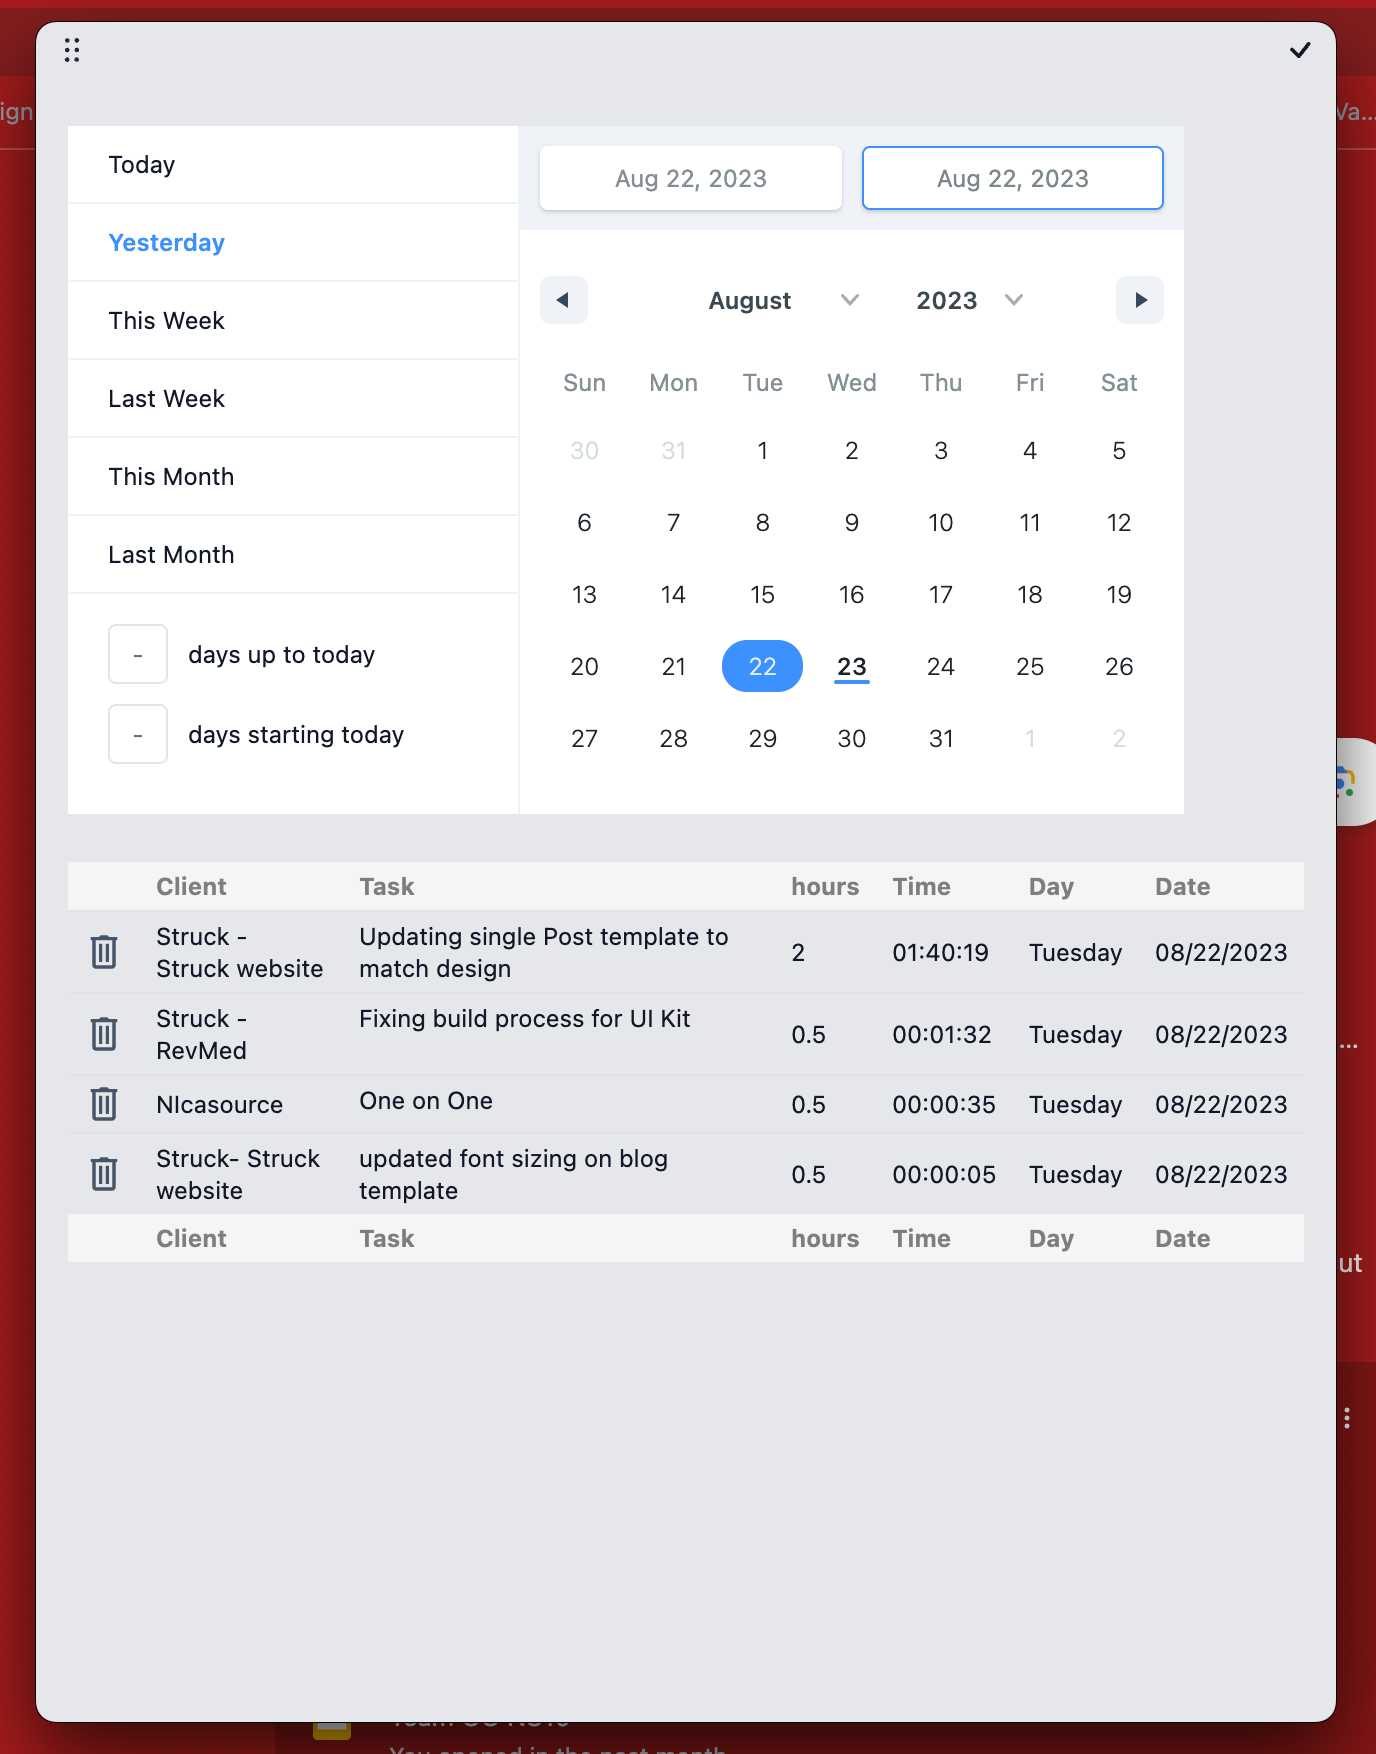 ign
Va...
Today
Yesterday
This Week
Last Week
This Month
Last Month
- days up to today
- days starting today
Aug 22, 2023 Aug 22, 2023
August 2023
Sun Mon Tue Wed Thu Fri Sat
30 31 1 2 3 4 5
6 7 8 9 10 11 12
13 14 15 16 17 18 19
20 21 22 23 24 25 26
27 28 29 30 31 1 2
Client Task hours Time Day Date
Struck -
Struck website
Updating single Post template to
match design
2 01:40:19 Tuesday 08/22/2023
Struck -
RevMed
Fixing build process for UI Kit
0.5 00:01:32 Tuesday 08/22/2023
NIcasource One on One 0.5 00:00:35 Tuesday 08/22/2023
Struck- Struck
website
updated font sizing on blog
template
0.5 00:00:05 Tuesday 08/22/2023
Client Task hours Time Day Date
...
ut
You opened in the past month